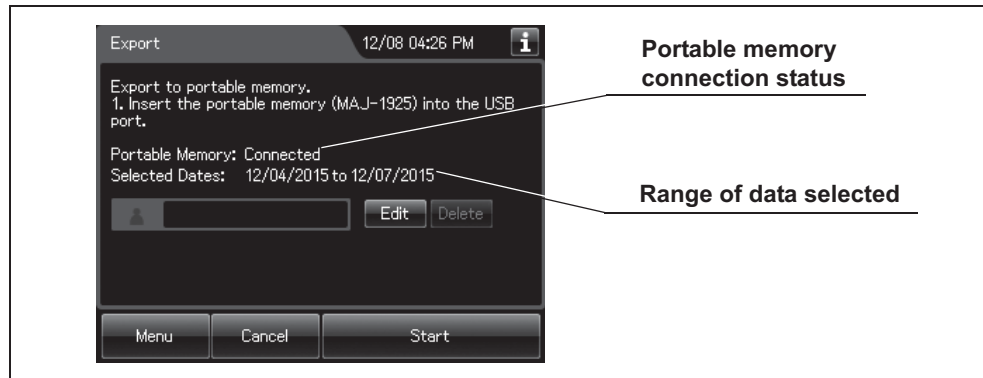 Export 12/08 04:26 PM i
Export to portable memory.
1. Insert the portable memory (MAJ-1925) into the USB
port.
Portable Memory: Connected
Selected Dates: 12/04/2015 to 12/07/2015
Edit Delete
Menu Cancel Start
Portable memory
connection status
Range of data selected